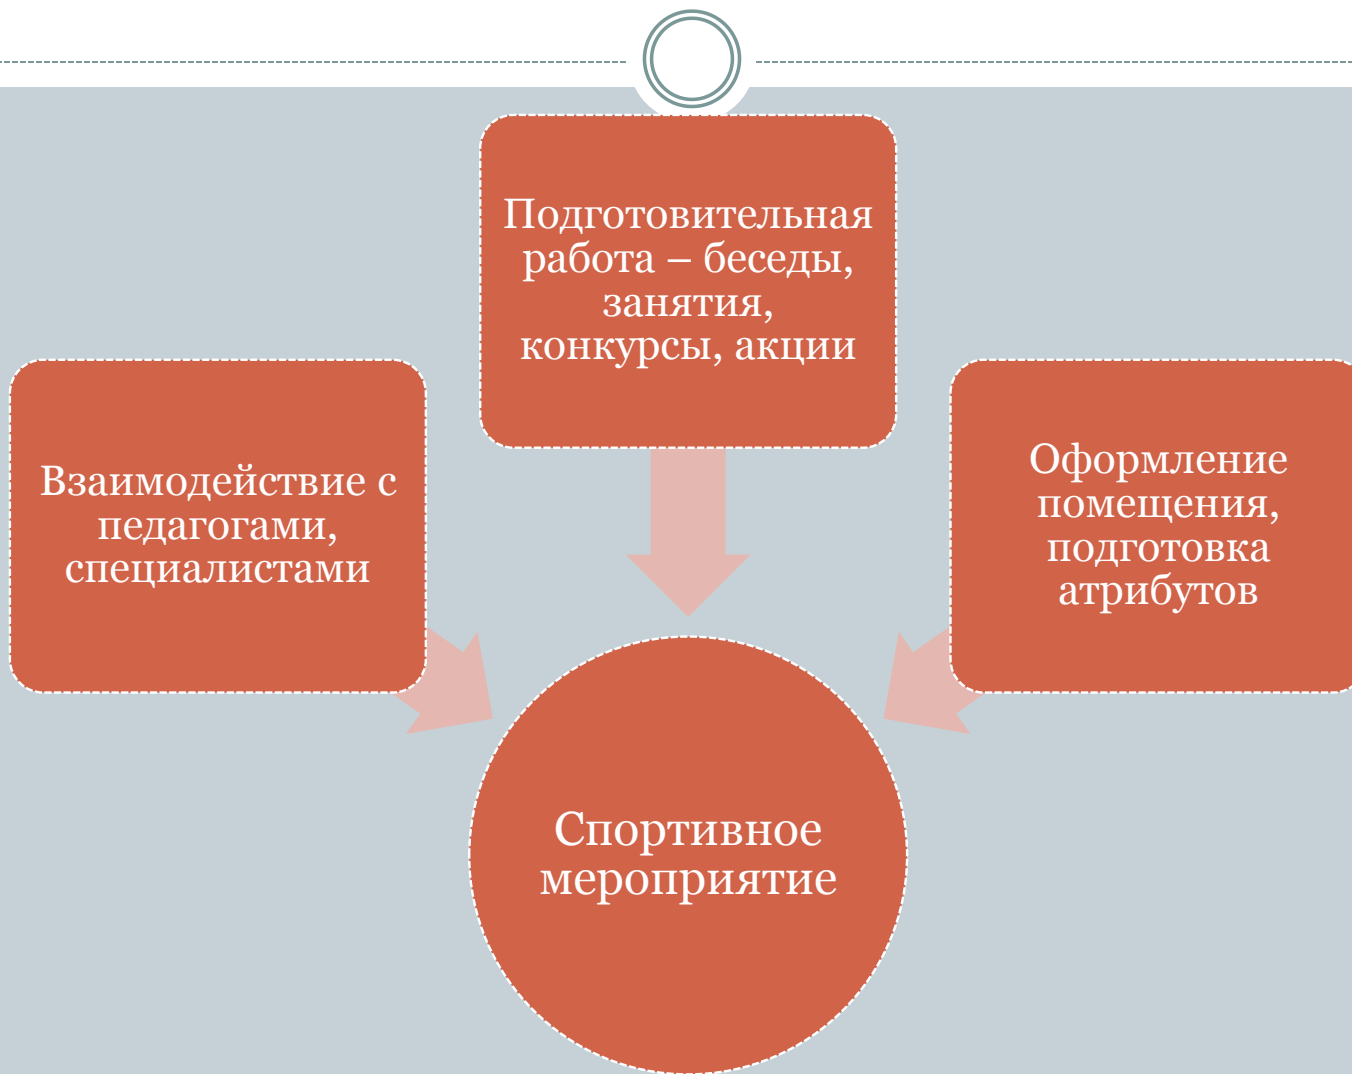 Подготовительная
работа – беседы,
занятия,
конкурсы, акции
Взаимодействие с
педагогами,
специалистами
Оформление
помещения,
подготовка
атрибутов
Спортивное
мероприятие